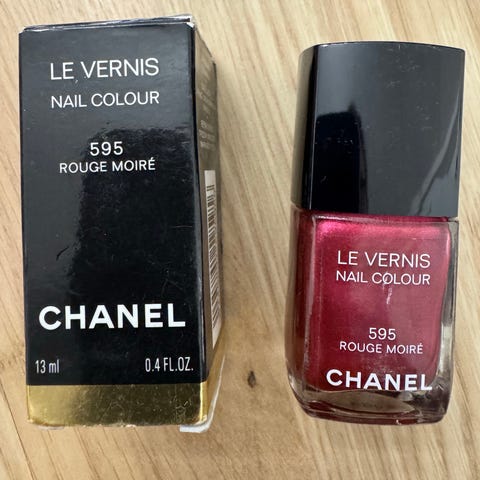 LE VERNIS
NAIL COLOUR
595
ROUGE MOIRÉ
CHANEL
13 ml 0.4 FL.OZ.
LE VERNIS
NAIL COLOUR
595
ROUGE MOIRÉ
CHANEL